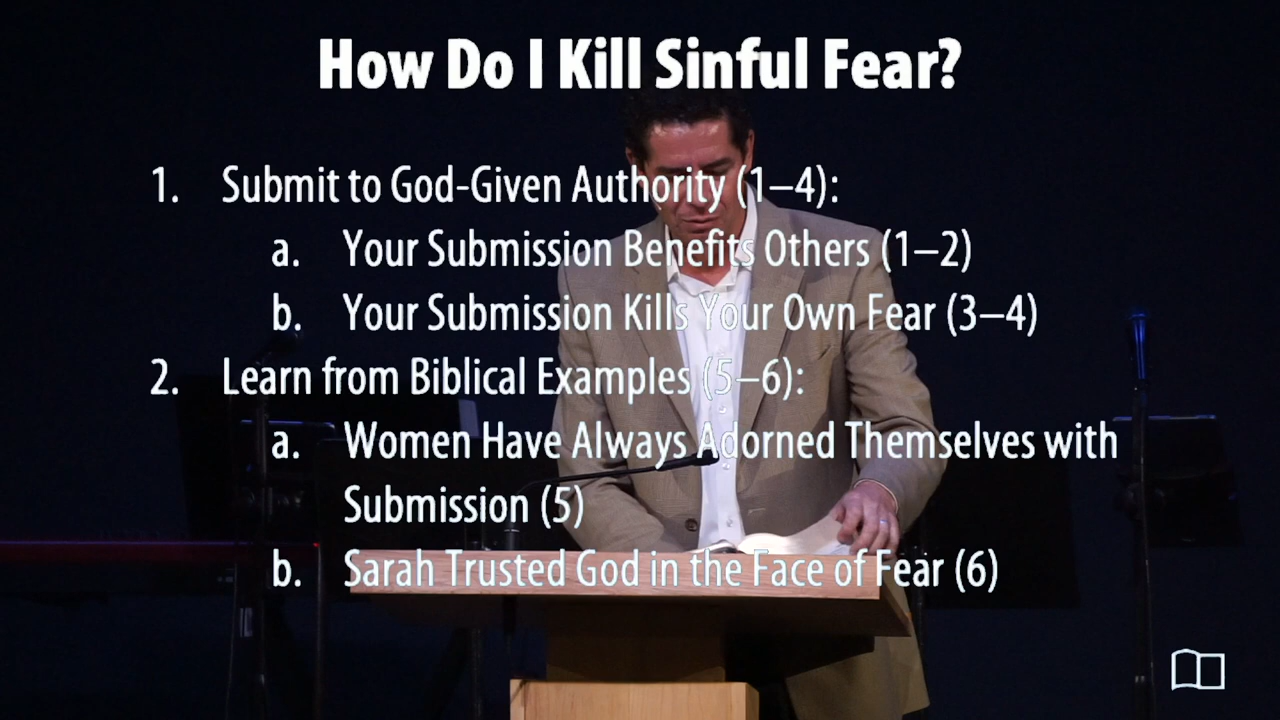 How Do I Kill Sinful Fear?
1. Submit to God-Given Authority (1–4):
a. Your Submission Benefits Others (1–2)
b. Your Submission Kills Your Own Fear (3–4)
2. Learn from Biblical Examples (5–6):
a. Women Have Always Adorned Themselves with
Submission (5)
b. Sarah Trusted God in the Face of Fear (6)